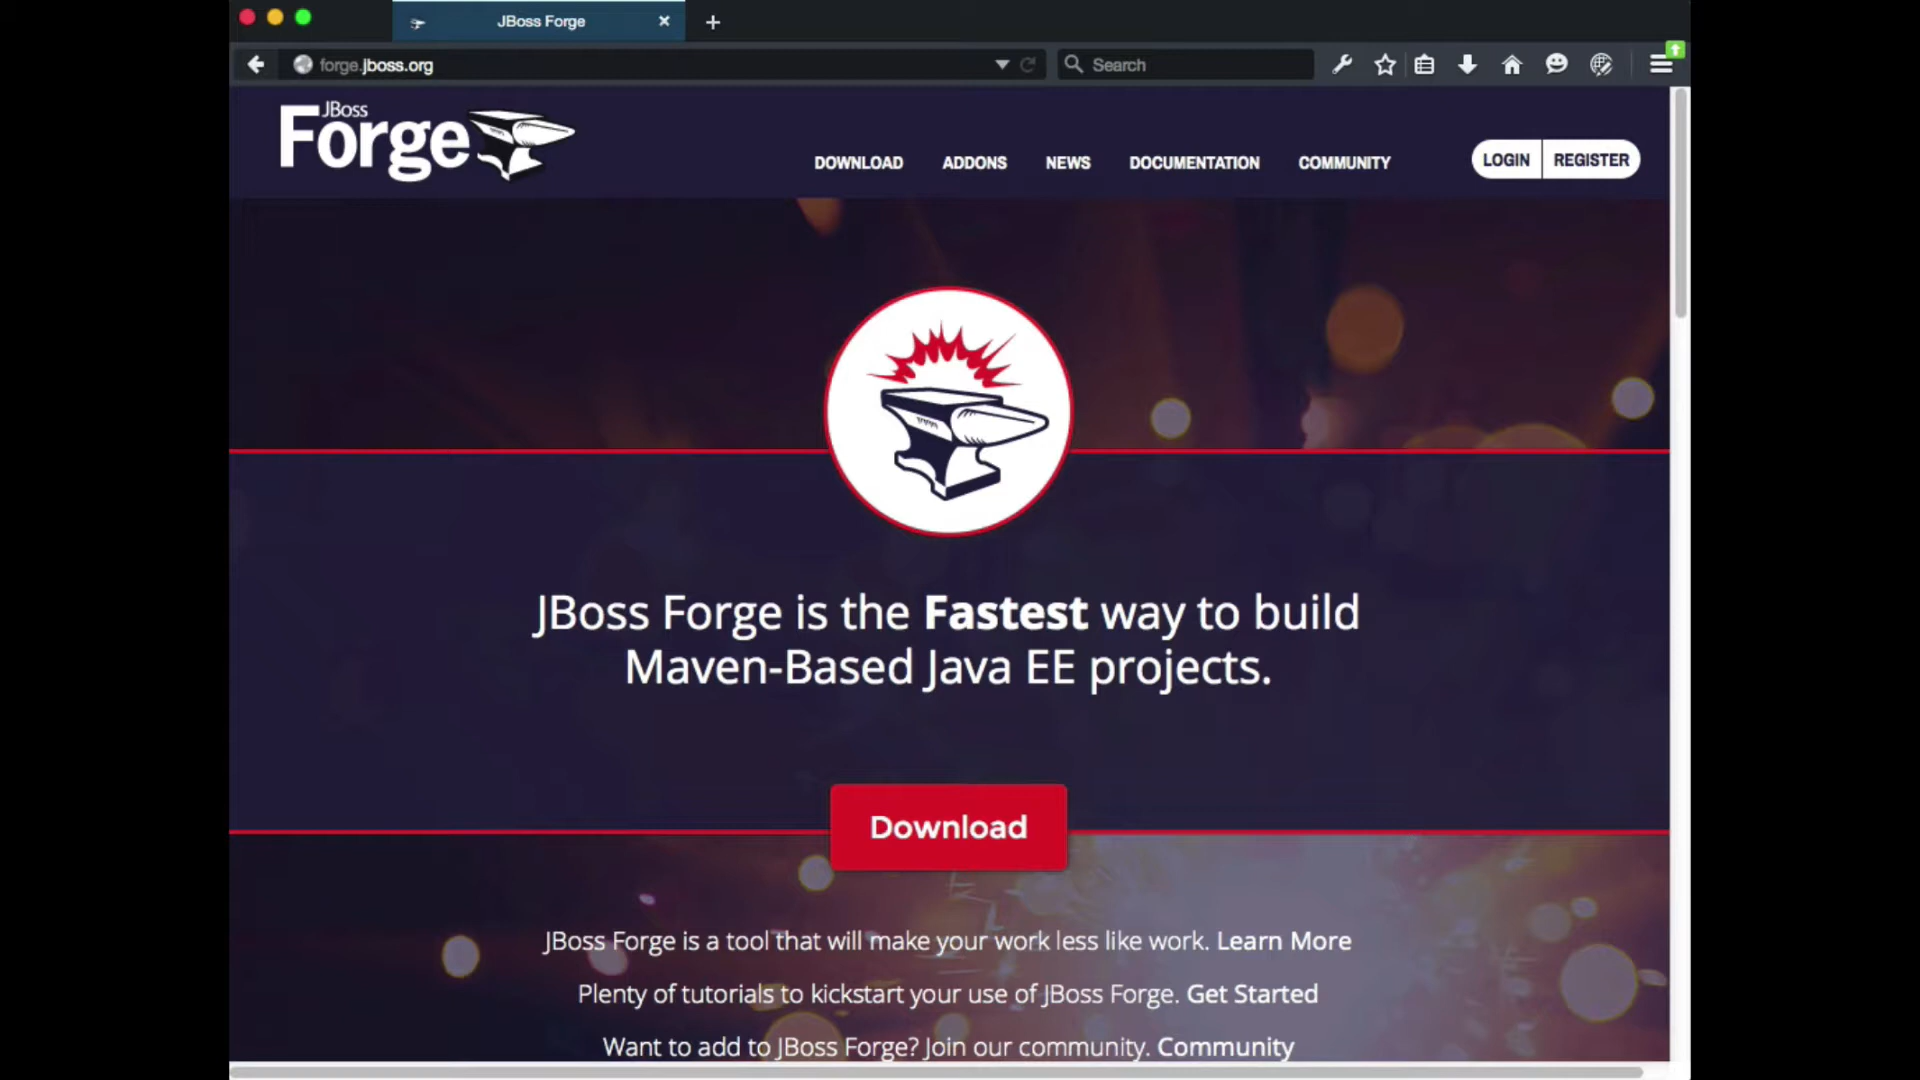 JBoss Forge
forge.jboss.org
Search
JBoss
Forge
DOWNLOAD
ADDONS
NEWS
DOCUMENTATION
COMMUNITY
LOGIN
REGISTER
JBoss Forge is the Fastest way to build
Maven-Based Java EE projects.
Download
JBoss Forge is a tool that will make your work less like work. Learn More
Plenty of tutorials to kickstart your use of JBoss Forge. Get Started
Want to add to JBoss Forge? Join our community. Community